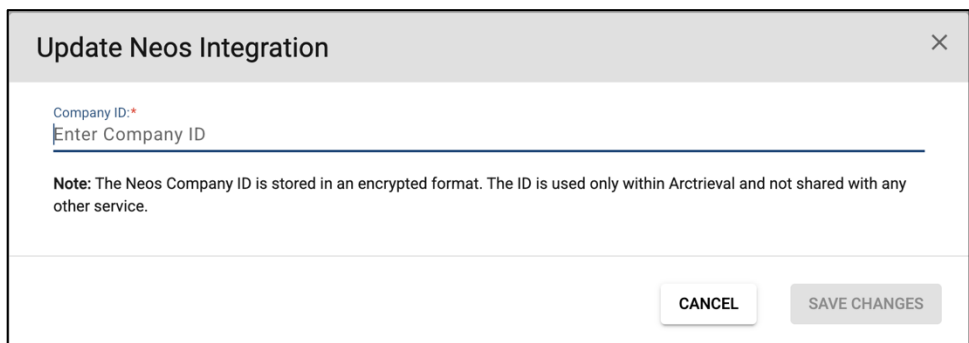 Update Neos Integration
Company ID:*
Enter Company ID
Note: The Neos Company ID is stored in an encrypted format. The ID is used only within Arctrieval and not shared with any
other service.
CANCEL
SAVE CHANGES